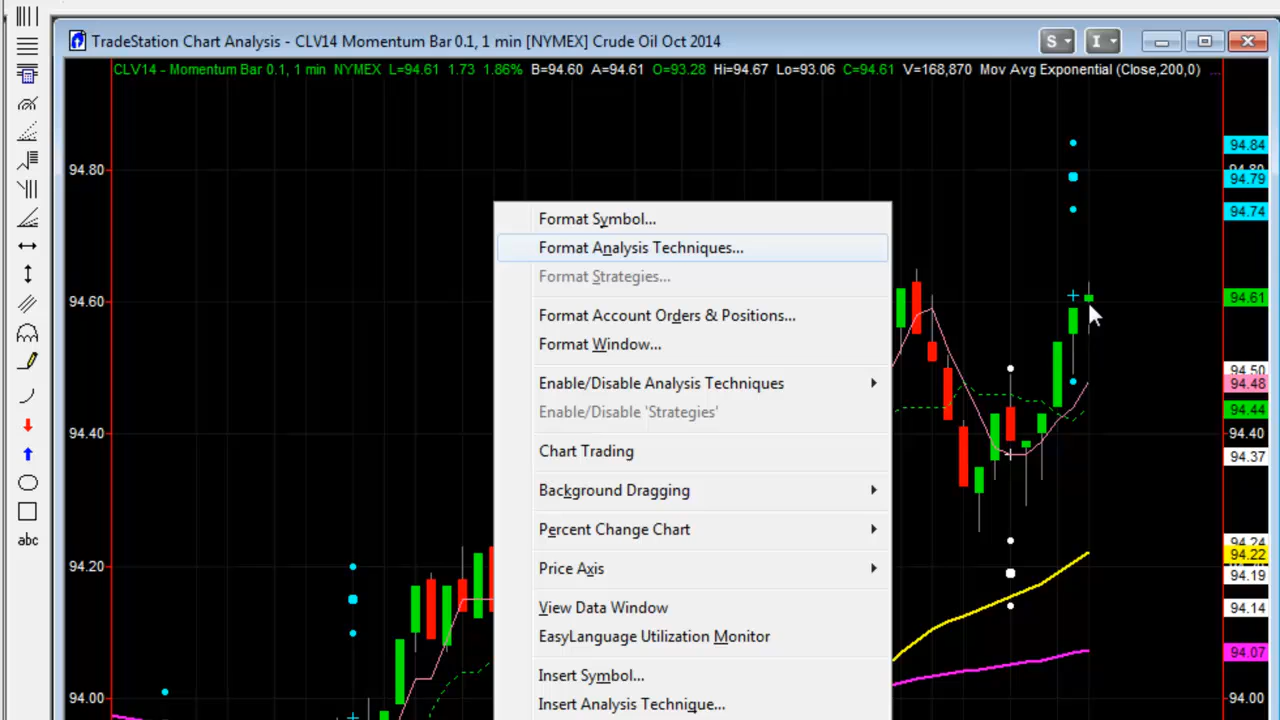 TradeStation Chart Analysis - CLV14 Momentum Bar 0.1, 1 min [NYMEX] Crude Oil Oct 2014
S
I
CLV14 - Momentum Bar 0.1, 1 min NYMEX L=94.61 1.73 1.86% B=94.60 A=94.61 O=93.28 Hi=94.67 Lo=93.06 C=94.61 V=168,870 Mov Avg Exponential (Close,200,0) ...
94.80
94.60
94.40
94.20
94.00
Format Symbol...
Format Analysis Techniques...
Format Strategies...
Format Account Orders & Positions...
Format Window...
Enable/Disable Analysis Techniques
Enable/Disable 'Strategies'
Chart Trading
Background Dragging
Percent Change Chart
Price Axis
View Data Window
EasyLanguage Utilization Monitor
Insert Symbol...
Insert Analysis Technique...
94.84
94.80
94.79
94.74
94.61
94.50
94.48
94.44
94.40
94.37
94.24
94.22
94.19
94.14
94.07
94.00
abc